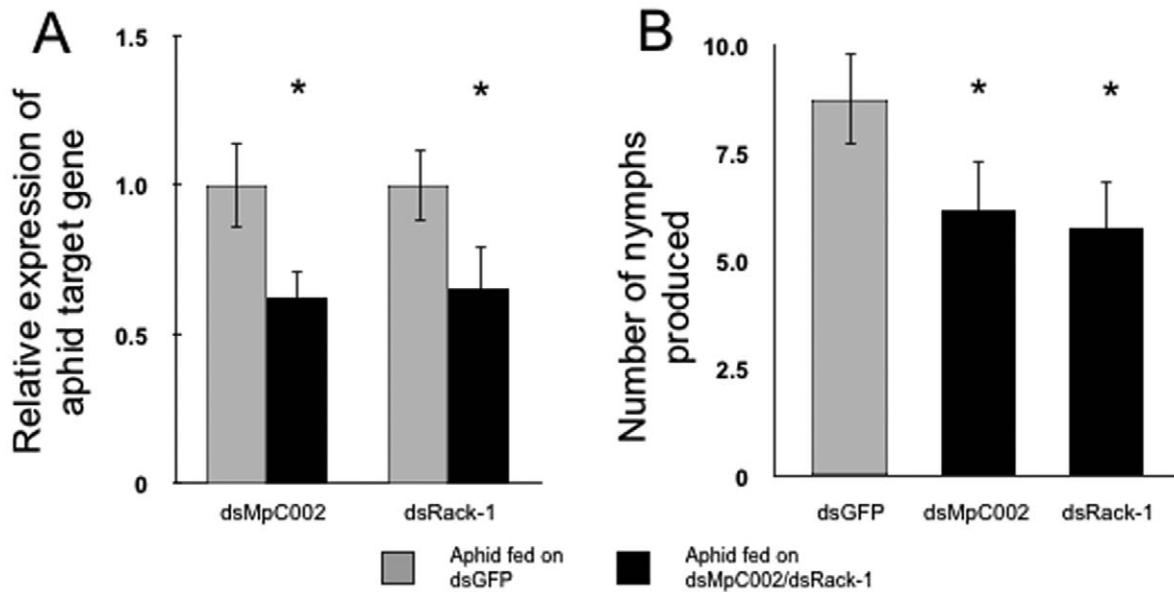 A
Relative expression of
aphid target gene
1.5
1.0
0.5
0
*
*
dsMpC002
dsRack-1
B
Number of nymphs
produced
10.0
7.5
5.0
2.5
0
*
*
dsGFP
dsMpC002
dsRack-1
Aphid fed on
dsGFP
Aphid fed on
dsMpC002/dsRack-1